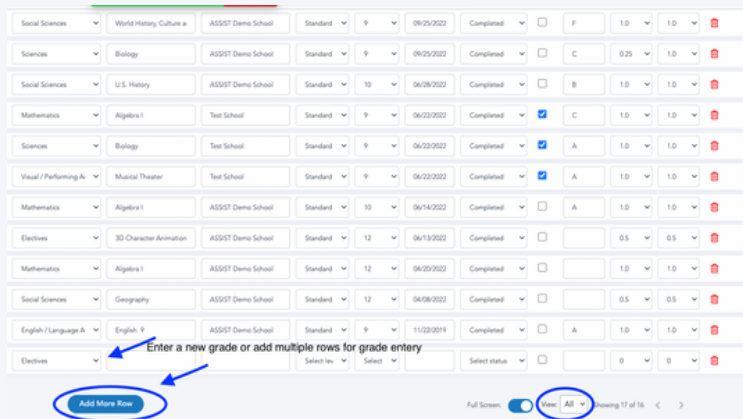 Social Sciences World History, Culture a ASSIST Demo School Standard 9 09/25/2022 Completed F 1.0 1.0
Sciences Biology ASSIST Demo School Standard 9 09/25/2022 Completed C 0.25 1.0
Social Sciences U.S. History ASSIST Demo School Standard 10 06/28/2022 Completed B 1.0 1.0
Mathematics Algebra I Test School Standard 9 06/22/2022 Completed C 1.0 1.0
Sciences Biology Test School Standard 9 06/22/2022 Completed A 1.0 1.0
Visual / Performing Ar Musical Theater Test School Standard 9 06/22/2022 Completed A 1.0 1.0
Mathematics Algebra I ASSIST Demo School Standard 10 06/14/2022 Completed A 1.0 1.0
Electives 3D Character Animation ASSIST Demo School Standard 12 06/13/2022 Completed 0.5 0.5
Mathematics Algebra I ASSIST Demo School Standard 12 04/20/2022 Completed 1.0 1.0
Social Sciences Geography ASSIST Demo School Standard 12 04/08/2022 Completed 0.5 0.5
English / Language A English 9 ASSIST Demo School Standard 9 11/22/2019 Completed A 1.0 1.0
Enter a new grade or add multiple rows for grade entery
Electives Select lev Select Select status 0 0
Add More Row Full Screen: View: All Showing 17 of 16